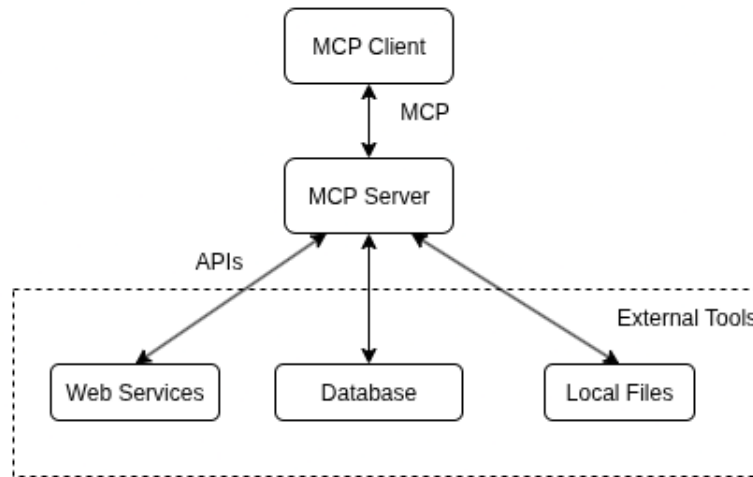 MCP Client
MCP
MCP Server
APIs
External Tools
Web Services
Database
Local Files